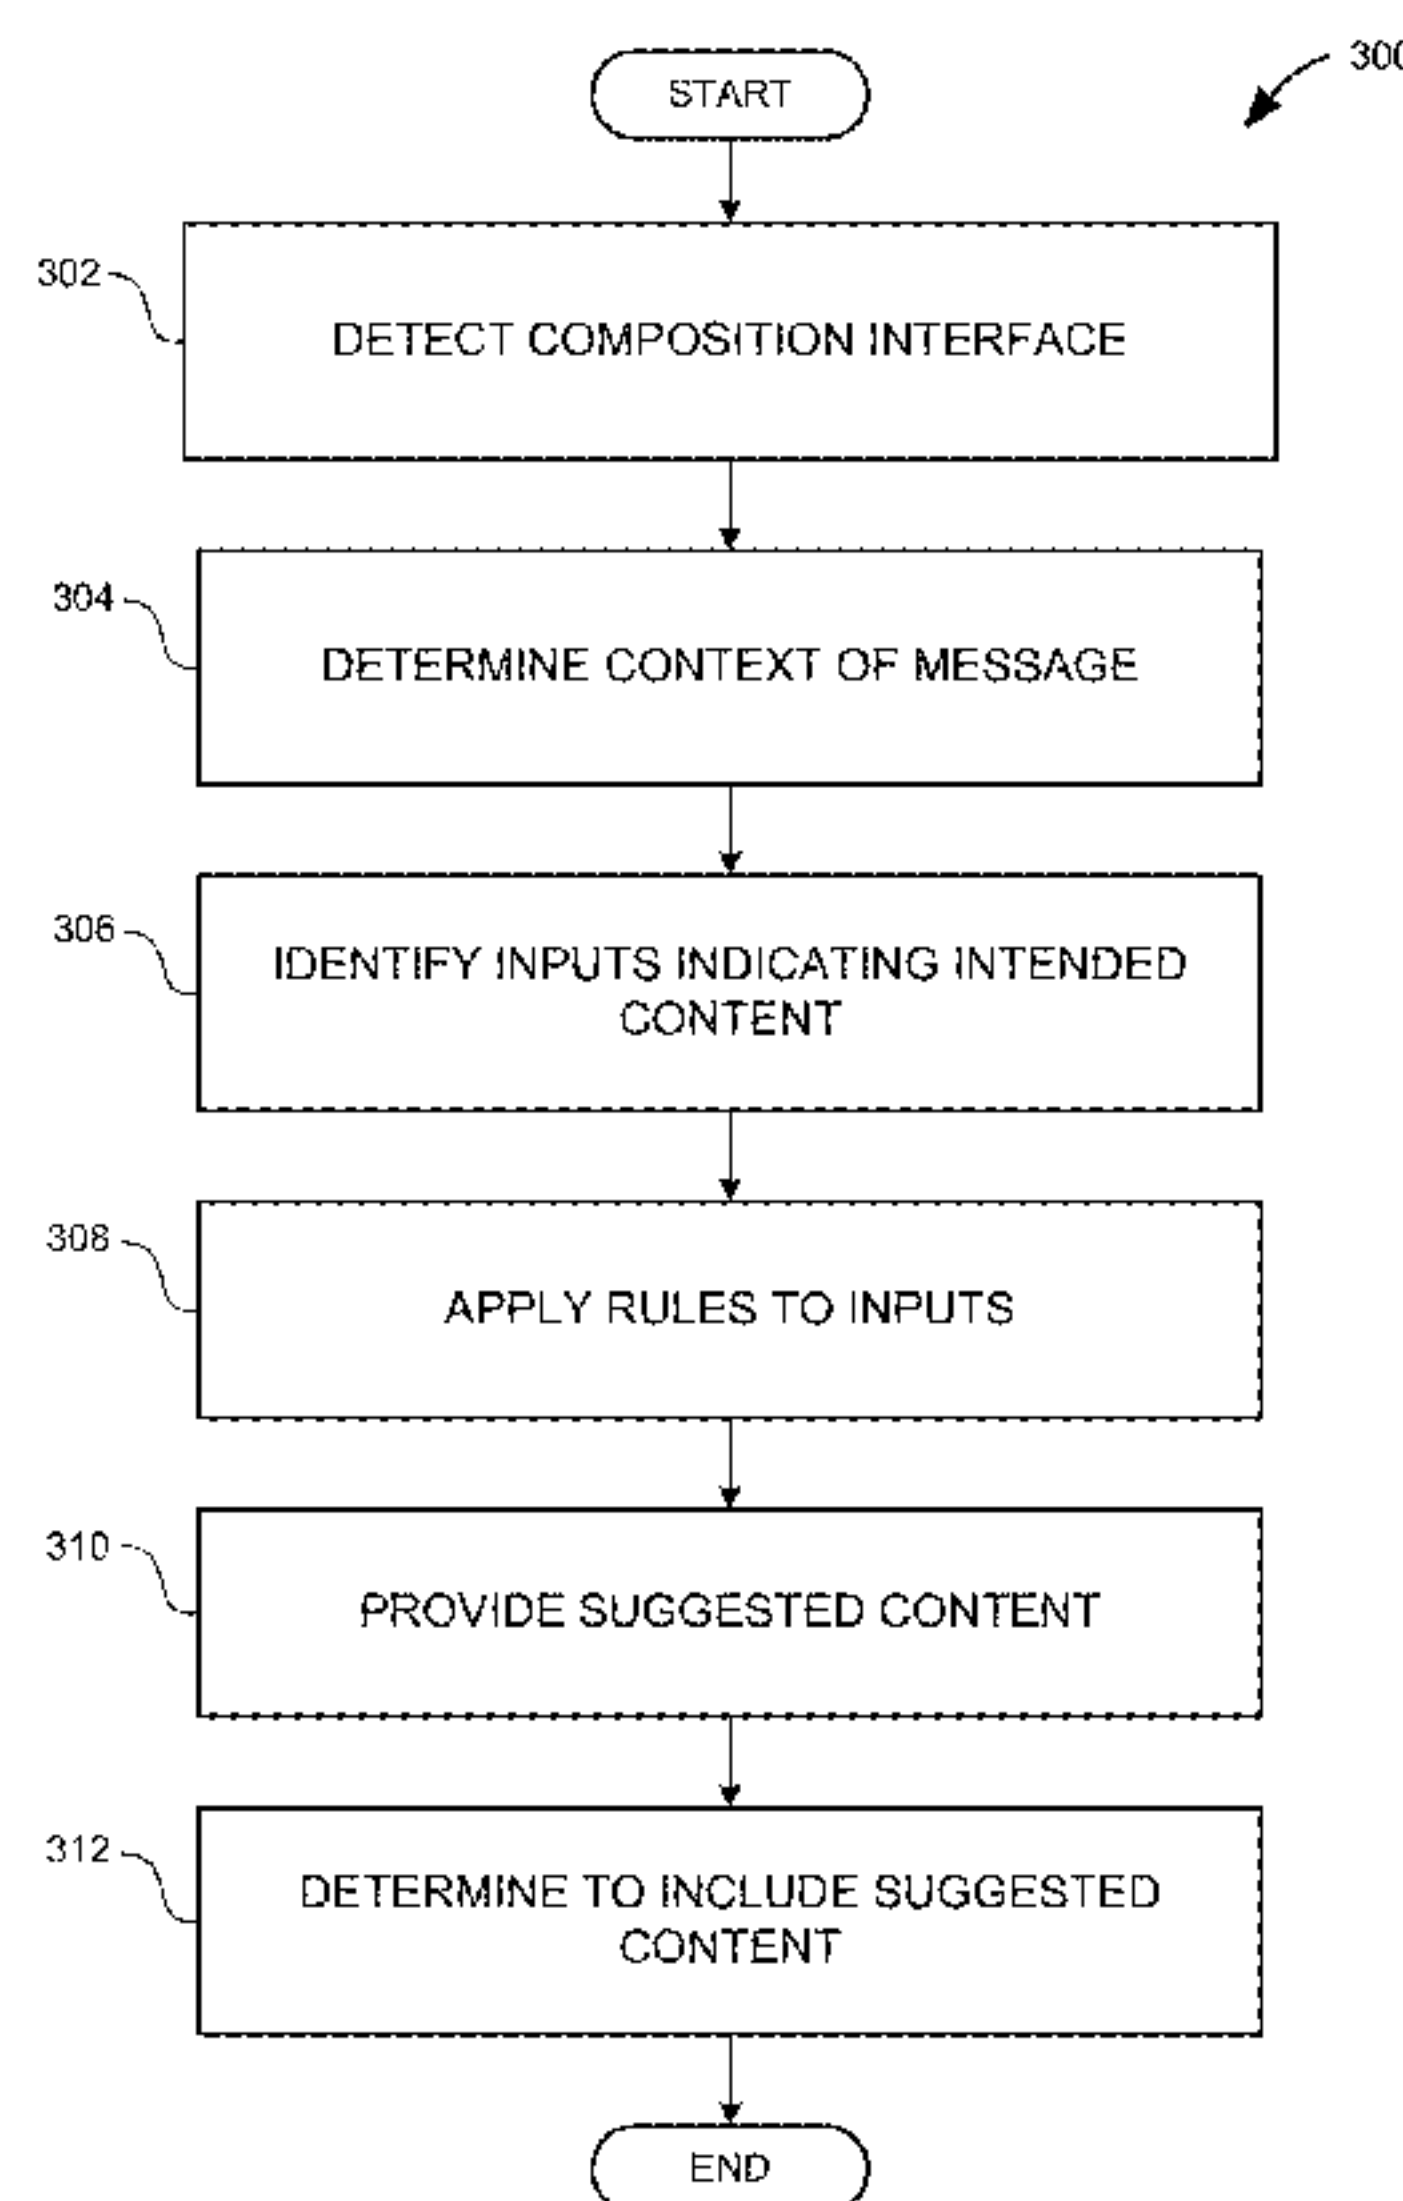 START
300
302
DETECT COMPOSITION INTERFACE
304
DETERMINE CONTEXT OF MESSAGE
306
IDENTIFY INPUTS INDICATING INTENDED
CONTENT
308
APPLY RULES TO INPUTS
310
PROVIDE SUGGESTED CONTENT
312
DETERMINE TO INCLUDE SUGGESTED
CONTENT
END